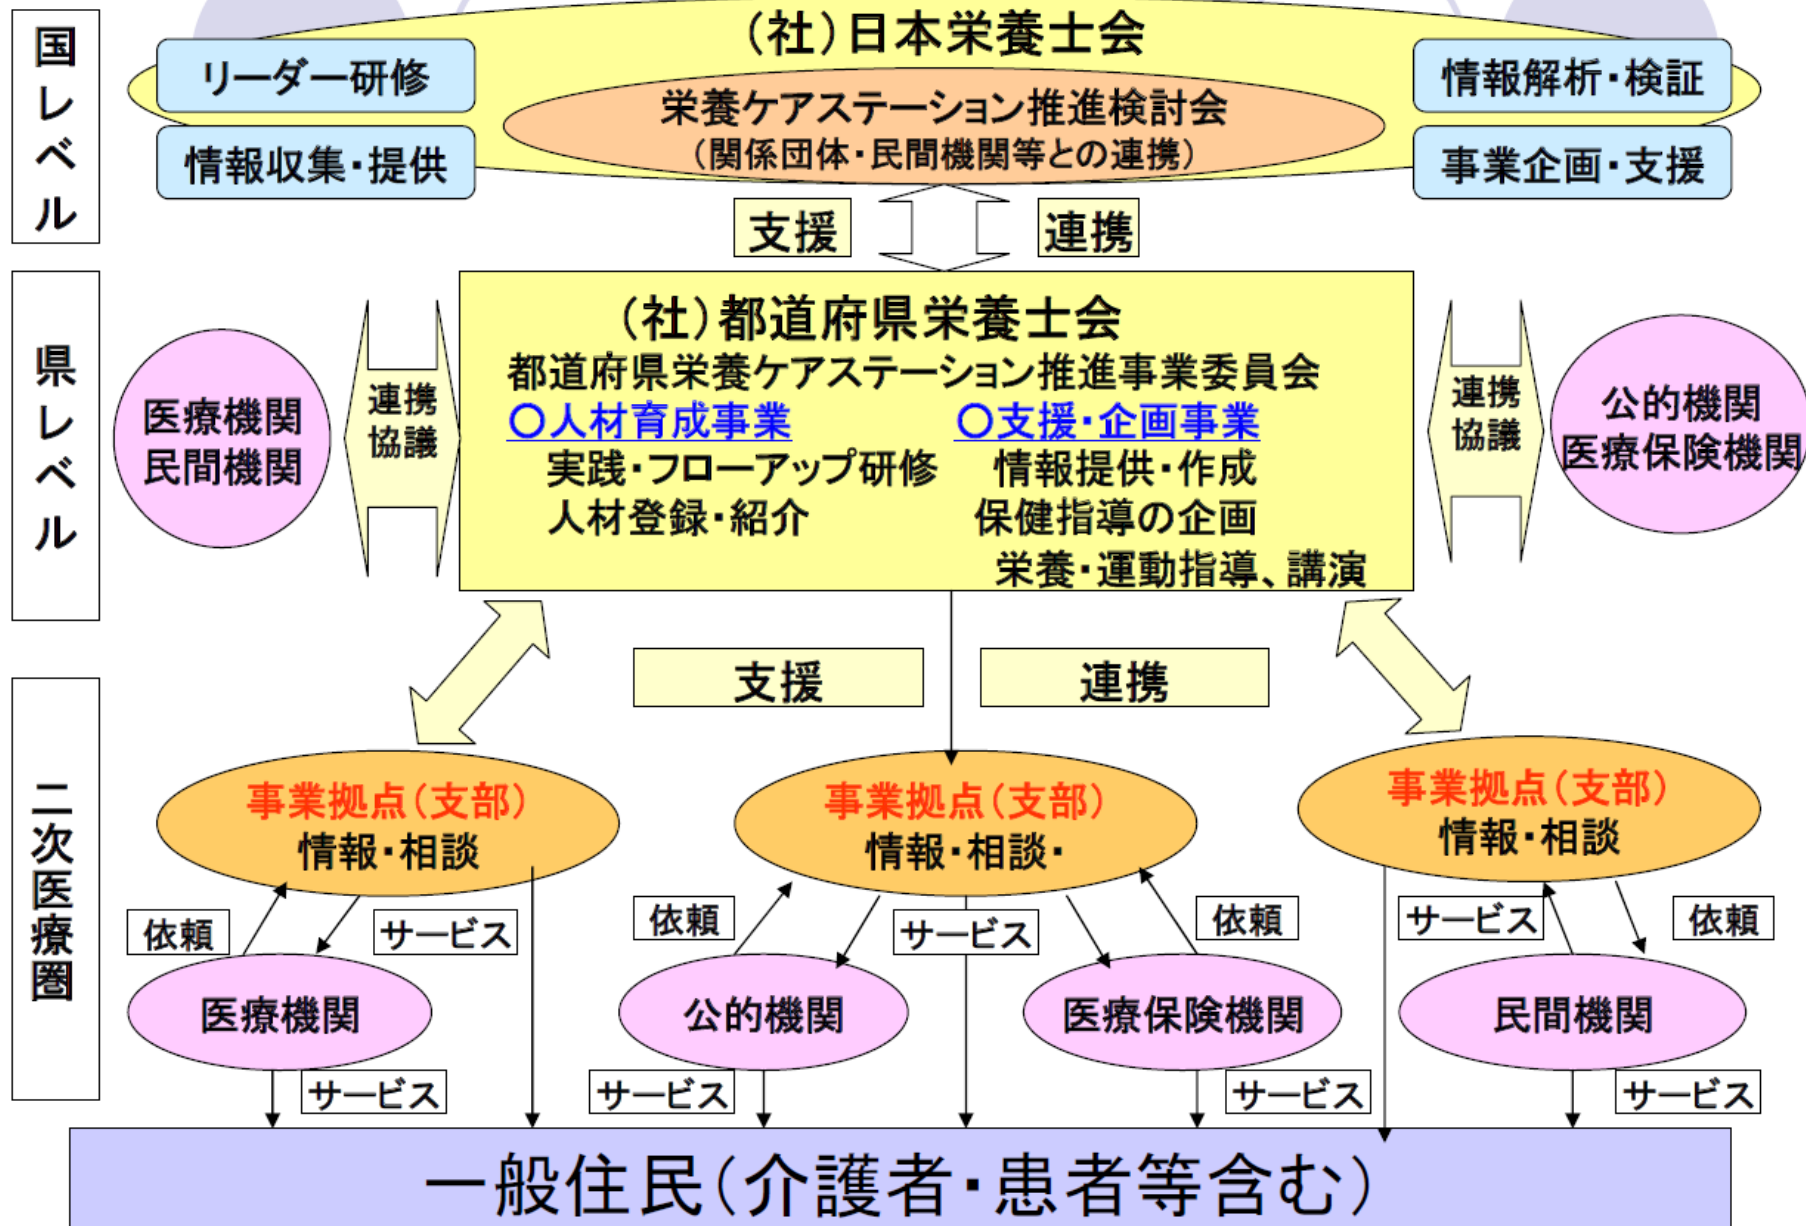 国レベル
(社)日本栄養士会
リーダー研修
情報収集・提供
栄養ケアステーション推進検討会
(関係団体・民間機関等との連携)
情報解析・検証
事業企画・支援
支援
連携
県レベル
医療機関
民間機関
連携
協議
(社)都道府県栄養士会
都道府県栄養ケアステーション推進事業委員会
〇人材育成事業
実践・フローアップ研修
人材登録・紹介
〇支援・企画事業
情報提供・作成
保健指導の企画
栄養・運動指導、講演
連携
協議
公的機関
医療保険機関
支援
連携
二次医療圏
事業拠点(支部)
情報・相談
事業拠点(支部)
情報・相談・
事業拠点(支部)
情報・相談
依頼
サービス
依頼
サービス
依頼
サービス
依頼
医療機関
公的機関
医療保険機関
民間機関
サービス
サービス
サービス
サービス
一般住民(介護者・患者等含む)